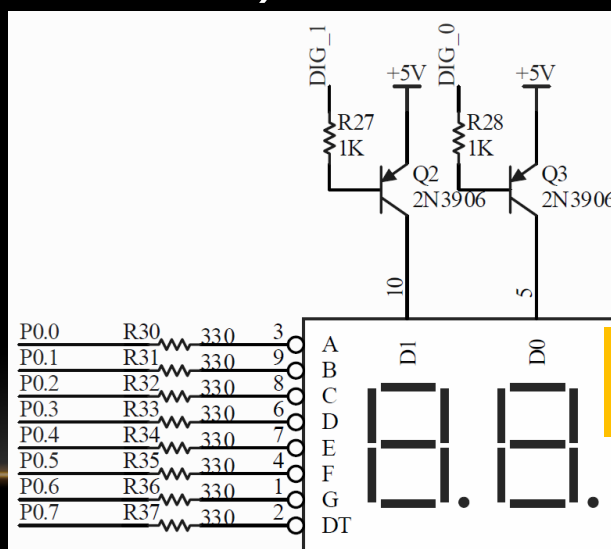 DIG_1
+5V
DIG_0
+5V
R27
1K
R28
1K
Q2
2N3906
Q3
2N3906
10
5
P0.0 R30 330 3 A
P0.1 R31 330 9 B
P0.2 R32 330 8 C
P0.3 R33 330 6 D
P0.4 R34 330 7 E
P0.5 R35 330 4 F
P0.6 R36 330 1 G
P0.7 R37 330 2 DT
D1
D0
8.8.